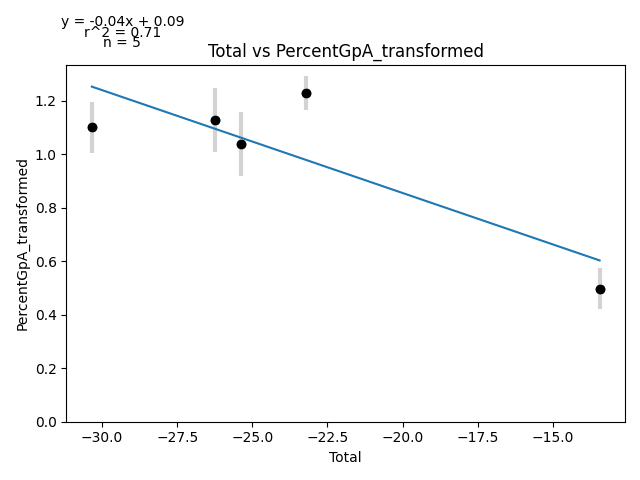 y = -0.04x + 0.09
r^2 = 0.71
n = 5
Total vs PercentGpA_transformed
PercentGpA_transformed
1.2
1.0
0.8
0.6
0.4
0.2
0.0
−30.0 −27.5 −25.0 −22.5 −20.0 −17.5 −15.0
Total